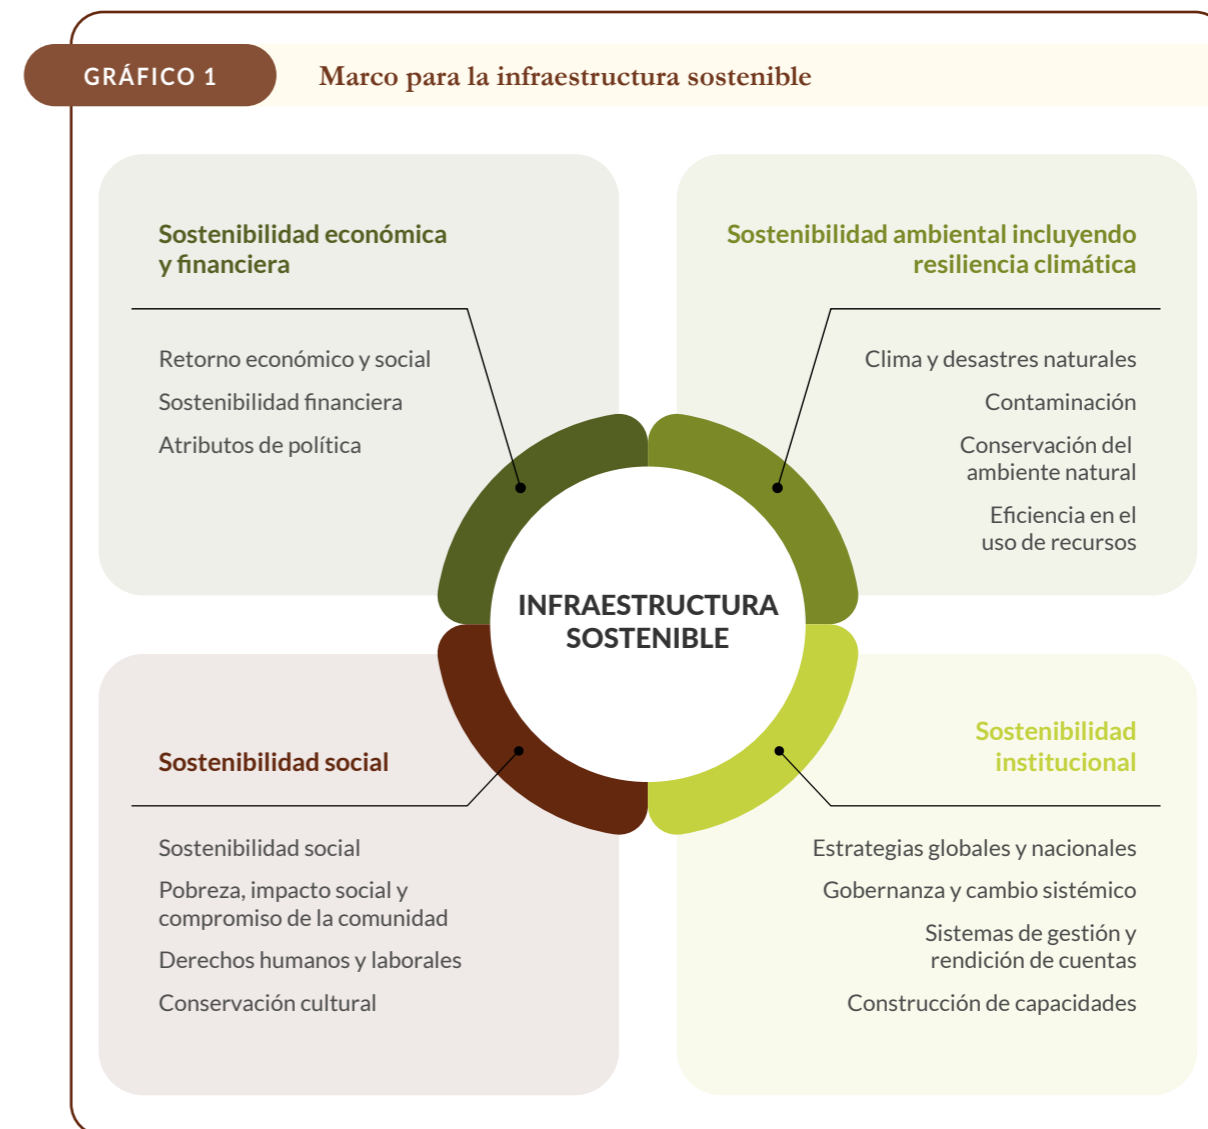 GRÁFICO 1
Marco para la infraestructura sostenible
Sostenibilidad económica
y financiera
Retorno económico y social
Sostenibilidad financiera
Atributos de política
Sostenibilidad ambiental incluyendo
resiliencia climática
Clima y desastres naturales
Contaminación
Conservación del
ambiente natural
Eficiencia en el
uso de recursos
INFRAESTRUCTURA
SOSTENIBLE
Sostenibilidad social
Sostenibilidad social
Pobreza, impacto social y
compromiso de la comunidad
Derechos humanos y laborales
Conservación cultural
Sostenibilidad
institucional
Estrategias globales y nacionales
Gobernanza y cambio sistémico
Sistemas de gestión y
rendición de cuentas
Construcción de capacidades